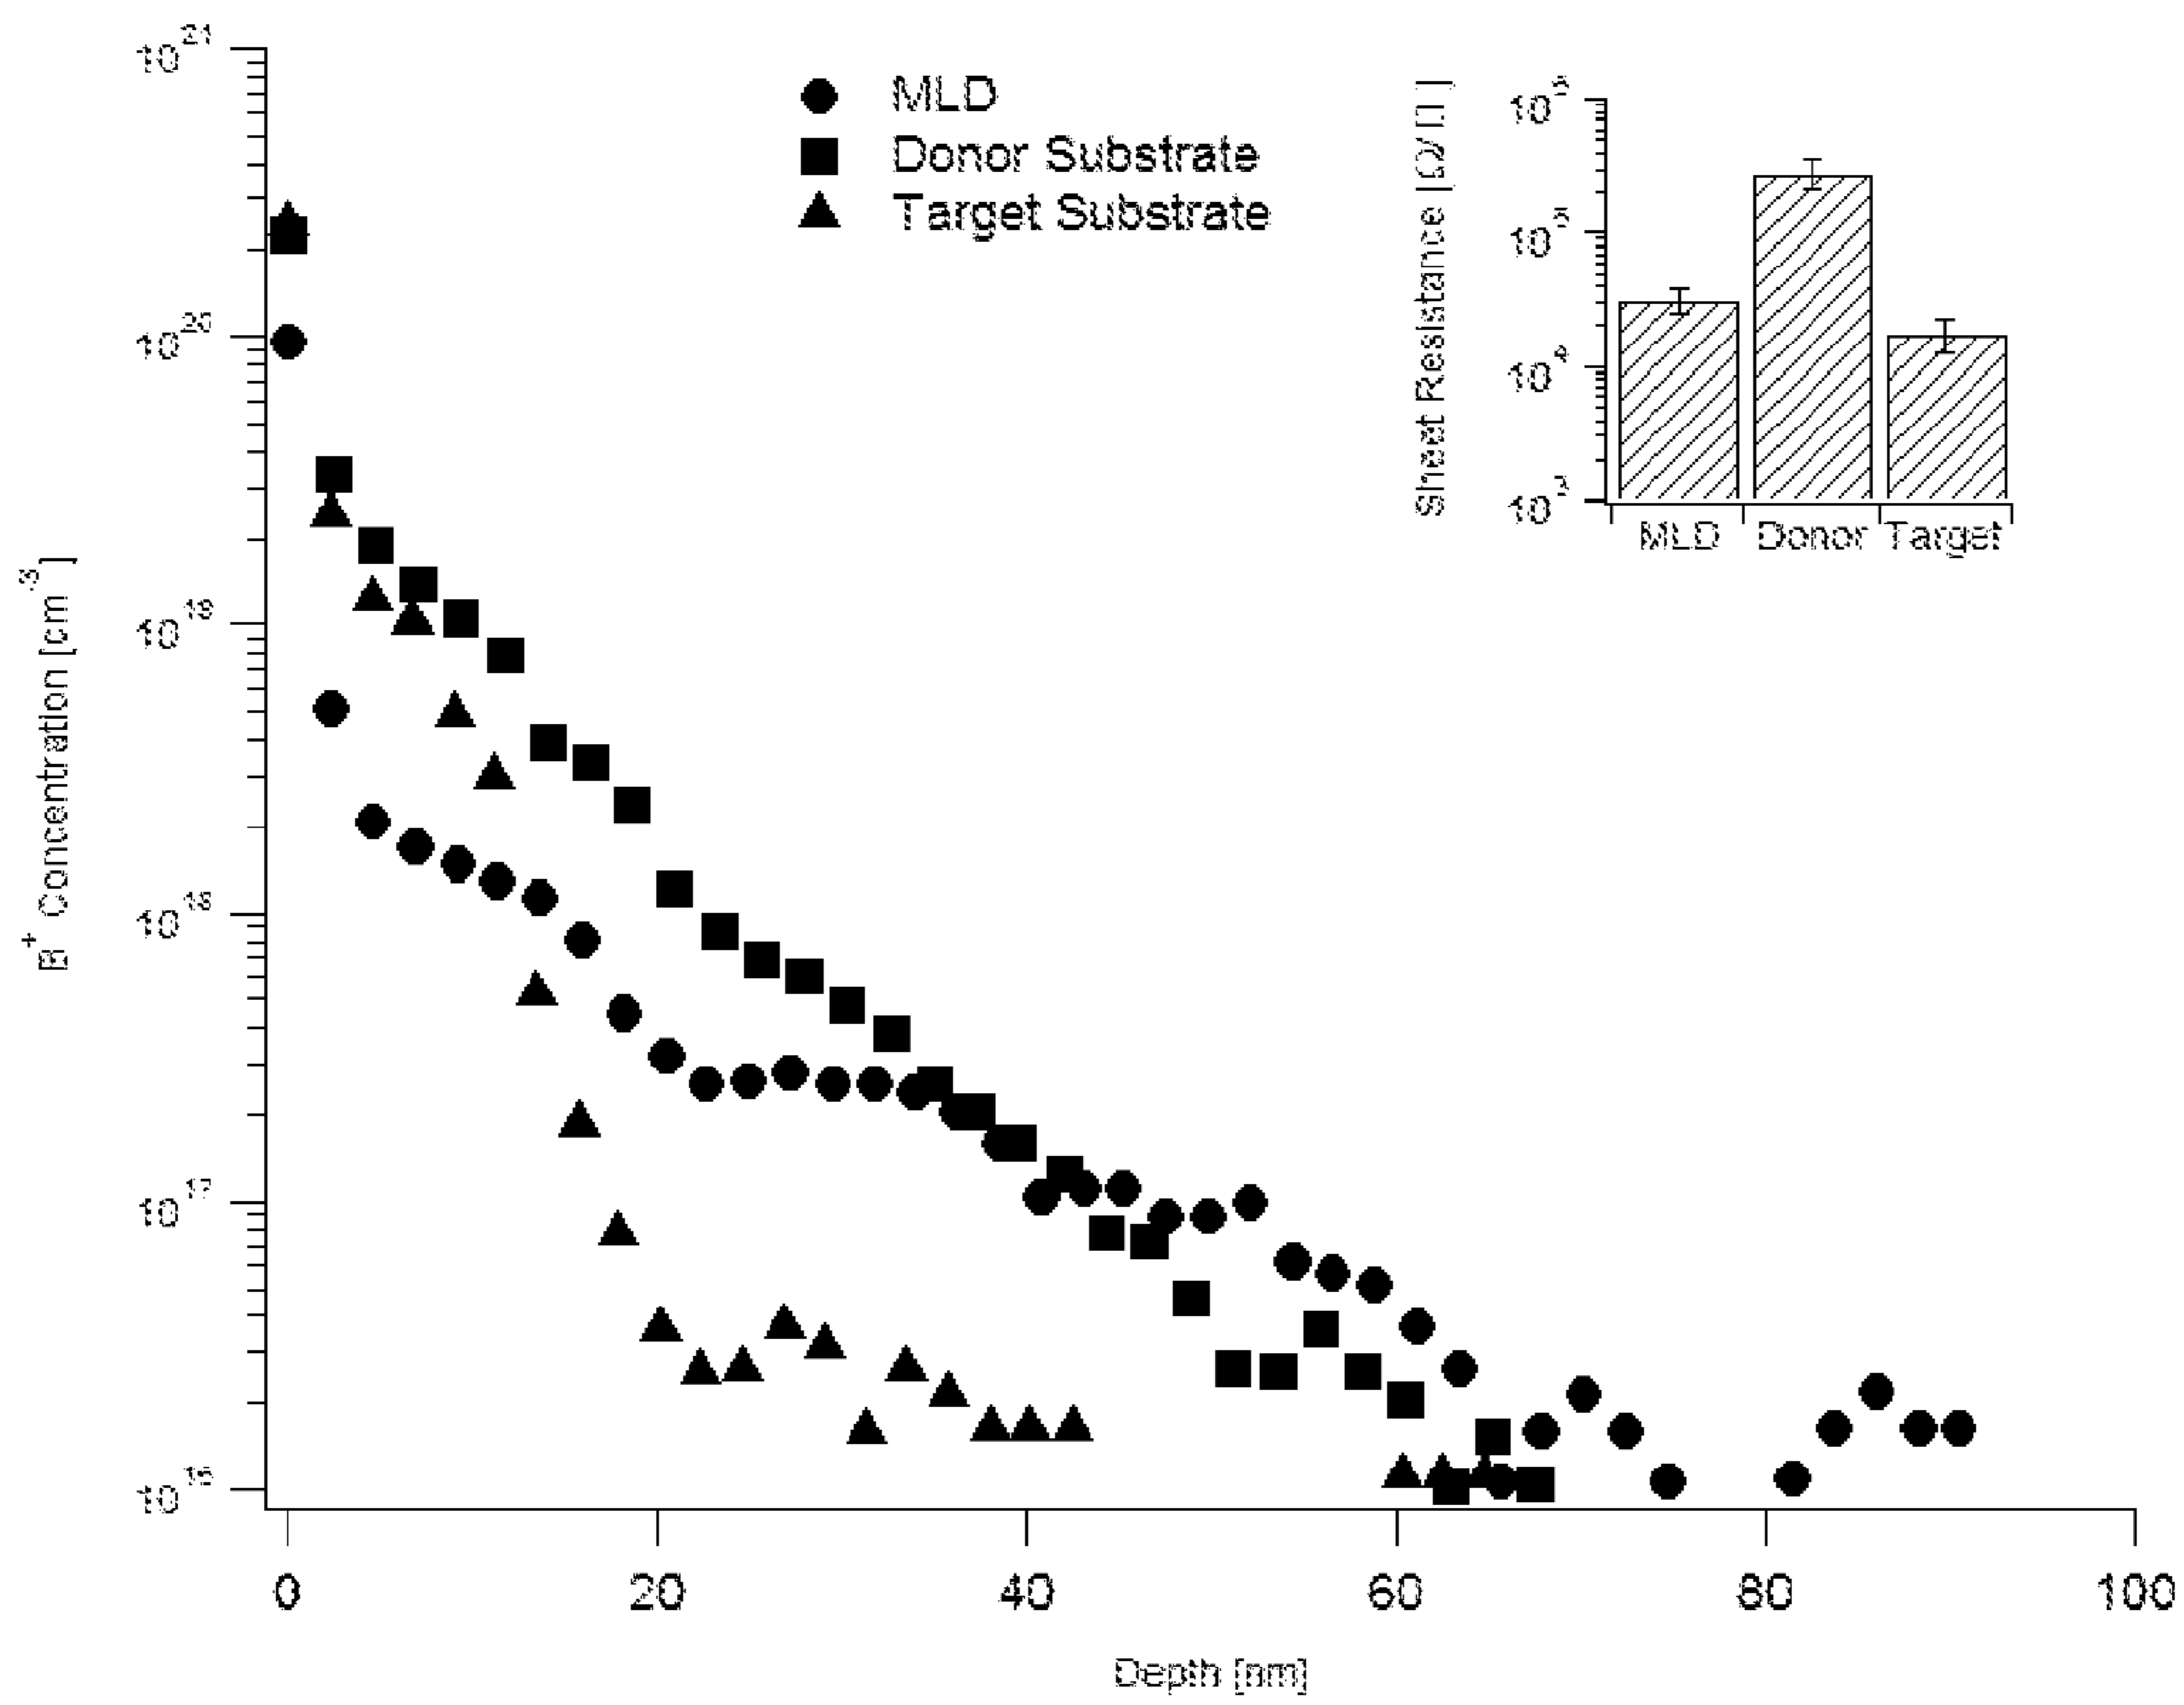 10^21
10^20
10^19
10^18
10^17
10^16
B^+ Concentration [cm^-3]
MLD
Donor Substrate
Target Substrate
Sheet Resistance [Ω/□]
10^6
10^5
10^4
10^3
MLD Donor Target
0 20 40 60 80 100
Depth [nm]